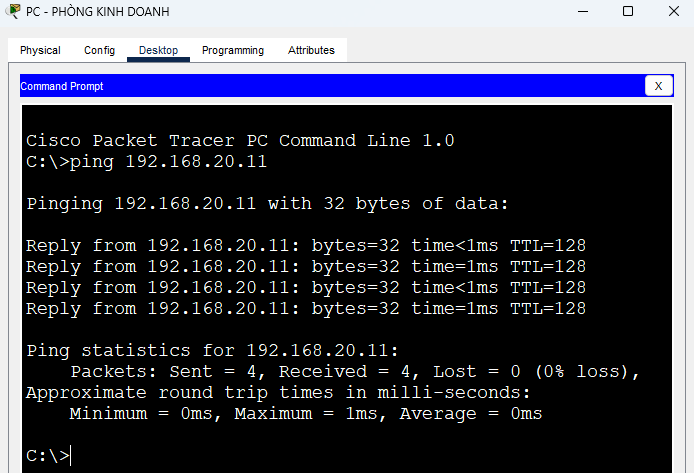 PC - PHÒNG KINH DOANH
Physical Config Desktop Programming Attributes
Command Prompt X
Cisco Packet Tracer PC Command Line 1.0
C:\>ping 192.168.20.11
Pinging 192.168.20.11 with 32 bytes of data:
Reply from 192.168.20.11: bytes=32 time<1ms TTL=128
Reply from 192.168.20.11: bytes=32 time=1ms TTL=128
Reply from 192.168.20.11: bytes=32 time<1ms TTL=128
Reply from 192.168.20.11: bytes=32 time=1ms TTL=128
Ping statistics for 192.168.20.11:
Packets: Sent = 4, Received = 4, Lost = 0 (0% loss),
Approximate round trip times in milli-seconds:
Minimum = 0ms, Maximum = 1ms, Average = 0ms
C:\>